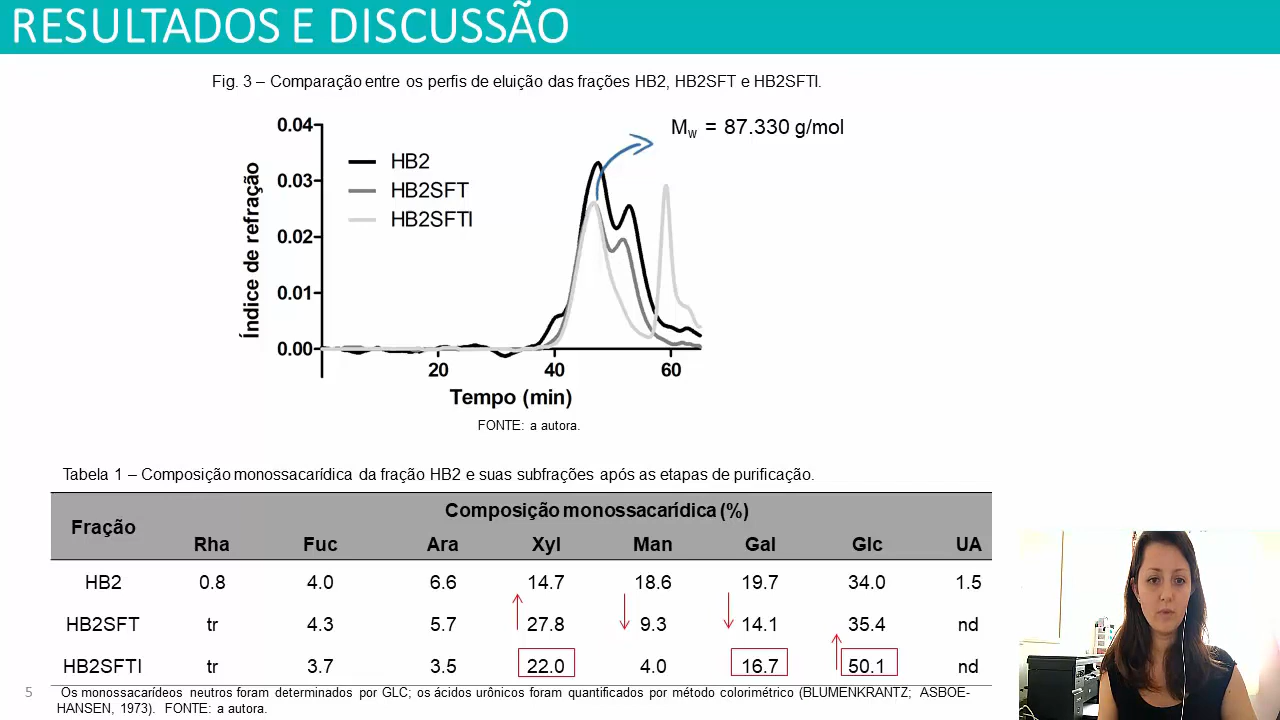 RESULTADOS E DISCUSSÃO
Fig. 3 – Comparação entre os perfis de eluição das frações HB2, HB2SFT e HB2SFTI.
Mw = 87.330 g/mol
0.04
0.03
0.02
0.01
0.00
Índice de refração
HB2
HB2SFT
HB2SFTI
20 40 60
Tempo (min)
FONTE: a autora.
Tabela 1 – Composição monossacarídica da fração HB2 e suas subfrações após as etapas de purificação.
Fração Composição monossacarídica (%)
Rha Fuc Ara Xyl Man Gal Glc UA
HB2 0.8 4.0 6.6 14.7 18.6 19.7 34.0 1.5
HB2SFT tr 4.3 5.7 27.8 9.3 14.1 35.4 nd
HB2SFTI tr 3.7 3.5 22.0 4.0 16.7 50.1 nd
5 Os monossacarídeos neutros foram determinados por GLC; os ácidos urônicos foram quantificados por método colorimétrico (BLUMENKRANTZ; ASBOE-
HANSEN, 1973). FONTE: a autora.